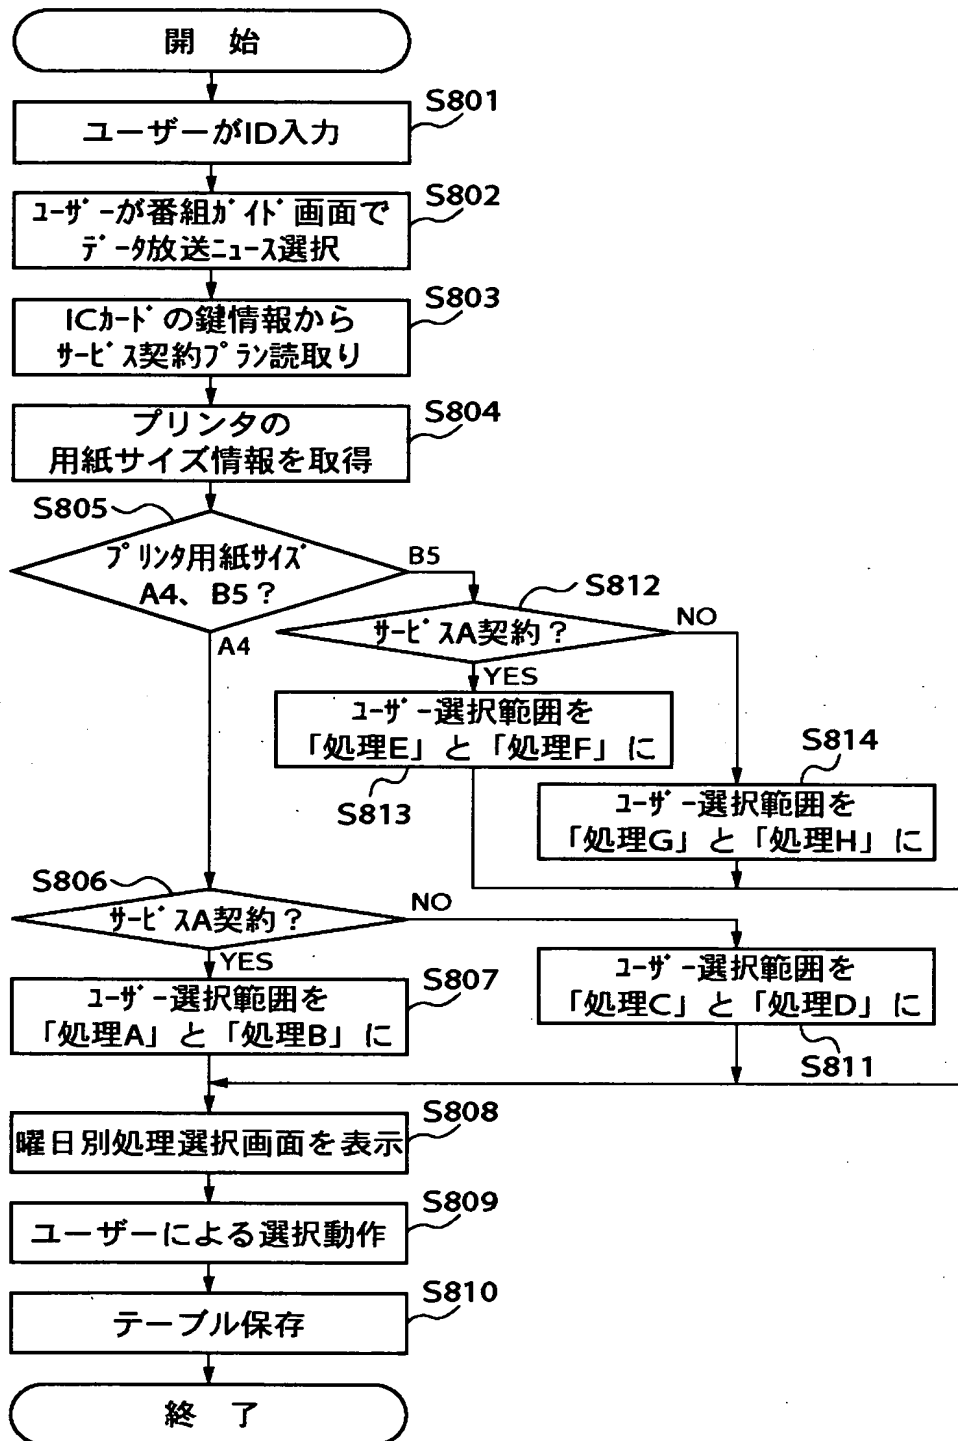 開 始
S801
ユーザーがID入力
S802
ﾕｰｻﾞｰが番組ｶﾞｲﾄﾞ画面で
ﾃﾞｰﾀ放送ﾆｭｰｽ選択
S803
ICｶｰﾄﾞの鍵情報から
ｻｰﾋﾞｽ契約ﾌﾟﾗﾝ読取り
S804
プリンタの
用紙サイズ情報を取得
S805
ﾌﾟﾘﾝﾀ用紙ｻｲｽﾞ
A4、B5？
B5
A4
S812
ｻｰﾋﾞｽA契約？
NO
YES
ﾕｰｻﾞｰ選択範囲を
「処理E」と「処理F」に
S813
S814
ﾕｰｻﾞｰ選択範囲を
「処理G」と「処理H」に
S806
ｻｰﾋﾞｽA契約？
NO
YES
S807
ﾕｰｻﾞｰ選択範囲を
「処理A」と「処理B」に
ﾕｰｻﾞｰ選択範囲を
「処理C」と「処理D」に
S811
S808
曜日別処理選択画面を表示
S809
ユーザーによる選択動作
S810
テーブル保存
終 了